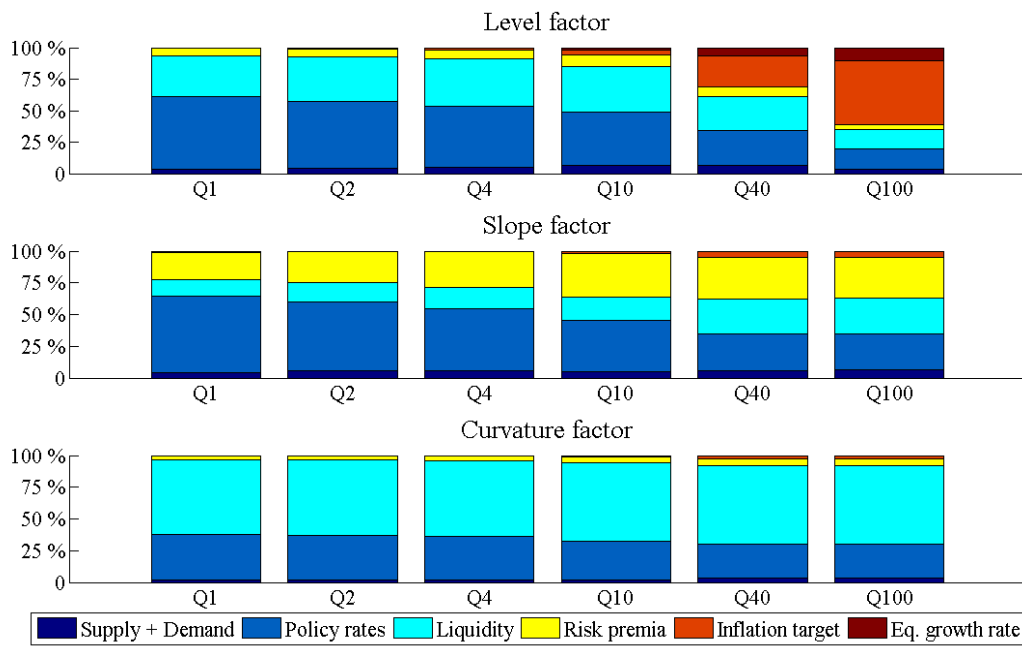 Level factor
100 %
75 %
50 %
25 %
0
Q1 Q2 Q4 Q10 Q40 Q100
Slope factor
100 %
75 %
50 %
25 %
0
Q1 Q2 Q4 Q10 Q40 Q100
Curvature factor
100 %
75 %
50 %
25 %
0
Q1 Q2 Q4 Q10 Q40 Q100
Supply + Demand Policy rates Liquidity Risk premia Inflation target Eq. growth rate